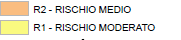 R2 - RISCHIO MEDIO
R1 - RISCHIO MODERATO